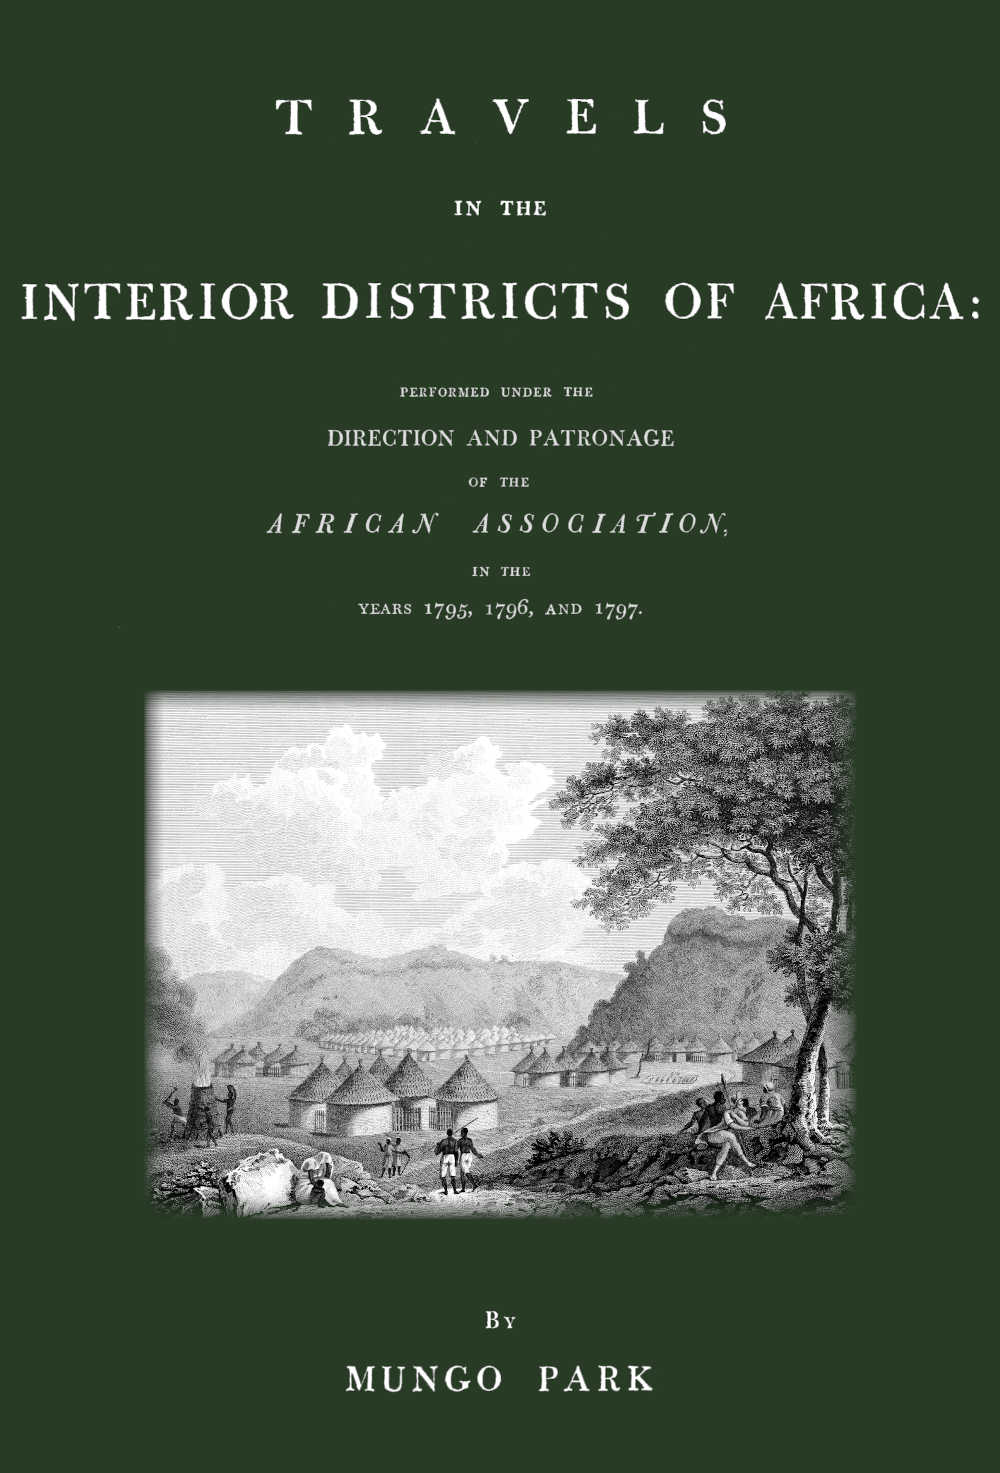 TRAVELS
IN THE
INTERIOR DISTRICTS OF AFRICA:
PERFORMED UNDER THE
DIRECTION AND PATRONAGE
OF THE
AFRICAN ASSOCIATION,
IN THE
YEARS 1795, 1796, AND 1797.
By
MUNGO PARK